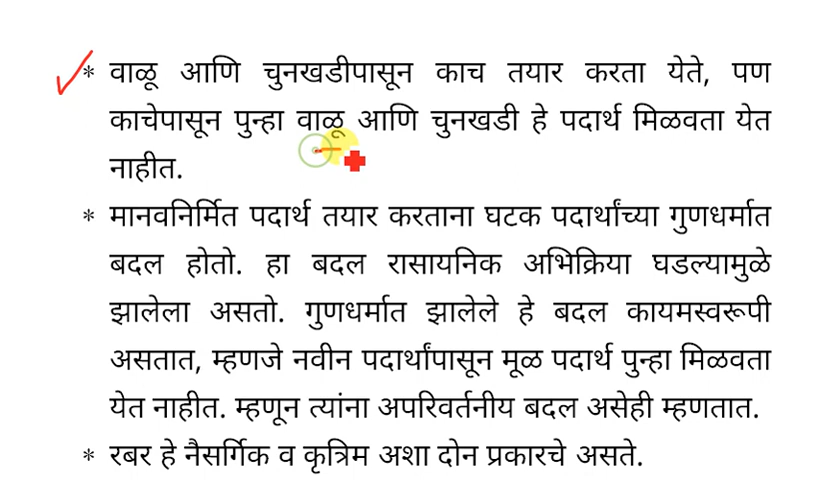 * वाळू आणि चुनखडीपासून काच तयार करता येते, पण
काचेपासून पुन्हा वाळू आणि चुनखडी हे पदार्थ मिळवता येत
नाहीत.
* मानवनिर्मित पदार्थ तयार करताना घटक पदार्थांच्या गुणधर्मात
बदल होतो. हा बदल रासायनिक अभिक्रिया घडल्यामुळे
झालेला असतो. गुणधर्मात झालेले हे बदल कायमस्वरूपी
असतात, म्हणजे नवीन पदार्थांपासून मूळ पदार्थ पुन्हा मिळवता
येत नाहीत. म्हणून त्यांना अपरिवर्तनीय बदल असेही म्हणतात.
* रबर हे नैसर्गिक व कृत्रिम अशा दोन प्रकारचे असते.